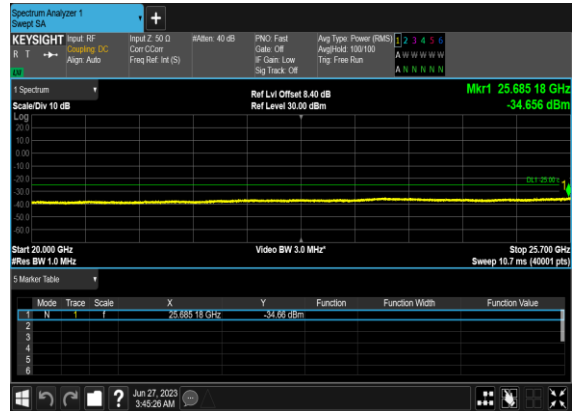 Spectrum Analyzer 1
Swept SA
+
KEYSIGHT Input: RF Input Z: 50 Ω #Atten: 40 dB PNO: Fast Avg Type: Power (RMS) 1 2 3 4 5 6
R T Coupling: DC Corr CCorr Gate: Off Avg|Hold: 100/100 A W W W W W
Align: Auto Freq Ref: Int (S) IF Gain: Low Trig: Free Run
Sig Track: Off A N N N N N
1 Spectrum Ref Lvl Offset 8.40 dB Mkr1 25.685 18 GHz
Scale/Div 10 dB Ref Level 30.00 dBm -34.656 dBm
Log
20.0
10.0
0.00
-10.0
-20.0
DL1 -25.00
-30.0
1
-40.0
-50.0
-60.0
Start 20.000 GHz Video BW 3.0 MHz* Stop 25.700 GHz
#Res BW 1.0 MHz Sweep 10.7 ms (40001 pts)
5 Marker Table
Mode Trace Scale X Y Function Function Width Function Value
1 N 1 f 25.685 18 GHz -34.66 dBm
2
3
4
5
6
? Jun 27, 2023
3:45:26 AM